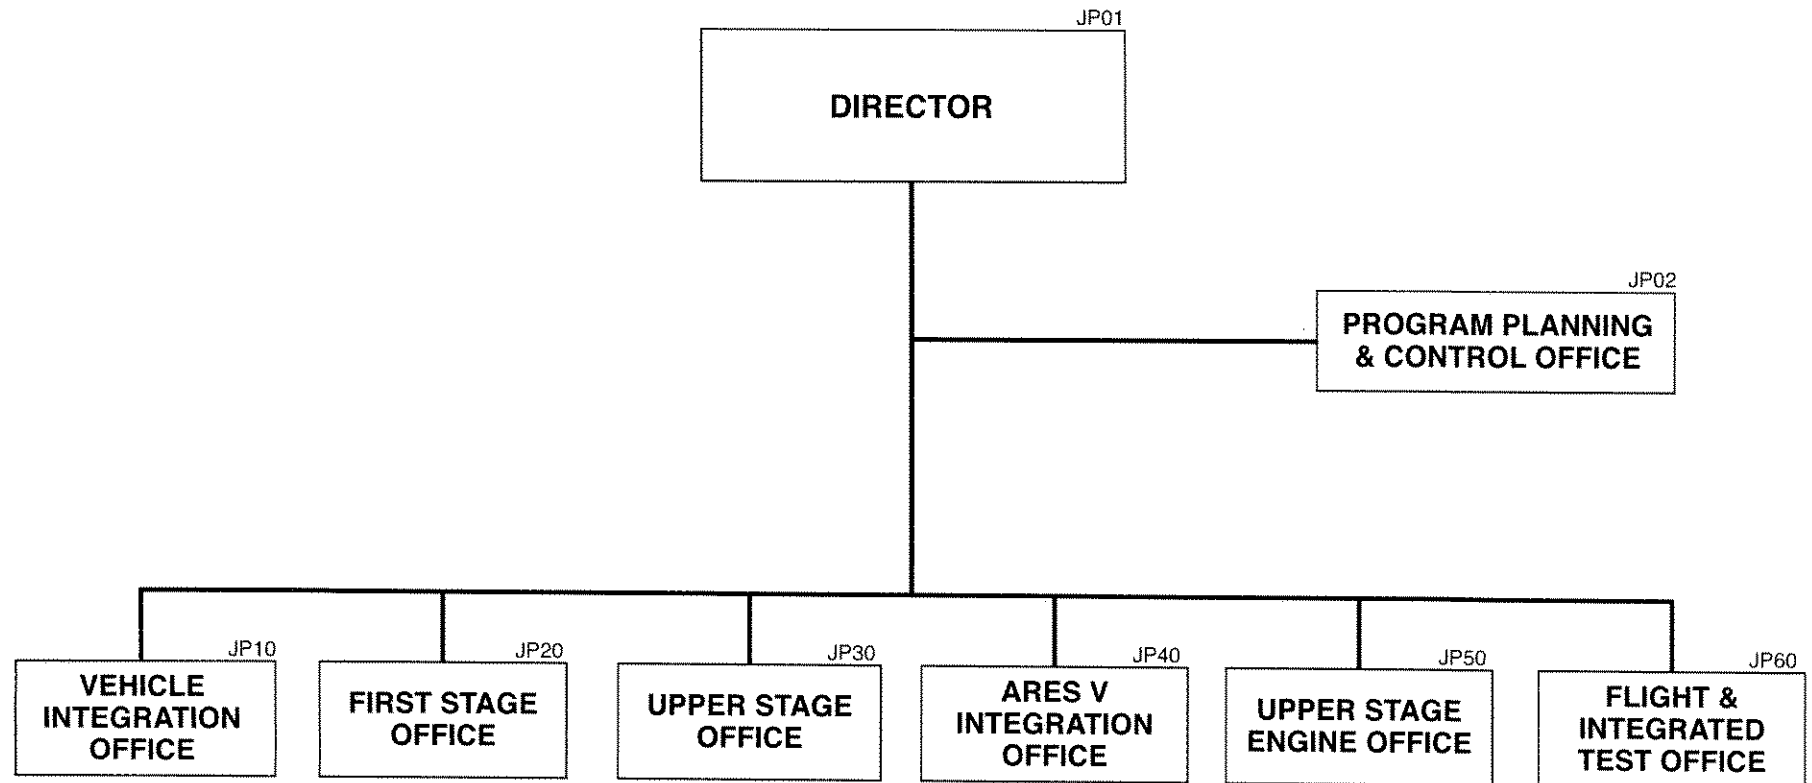 JP01
DIRECTOR
JP02
PROGRAM PLANNING
& CONTROL OFFICE
JP10
VEHICLE
INTEGRATION
OFFICE
JP20
FIRST STAGE
OFFICE
JP30
UPPER STAGE
OFFICE
JP40
ARES V
INTEGRATION
OFFICE
JP50
UPPER STAGE
ENGINE OFFICE
JP60
FLIGHT &
INTEGRATED
TEST OFFICE